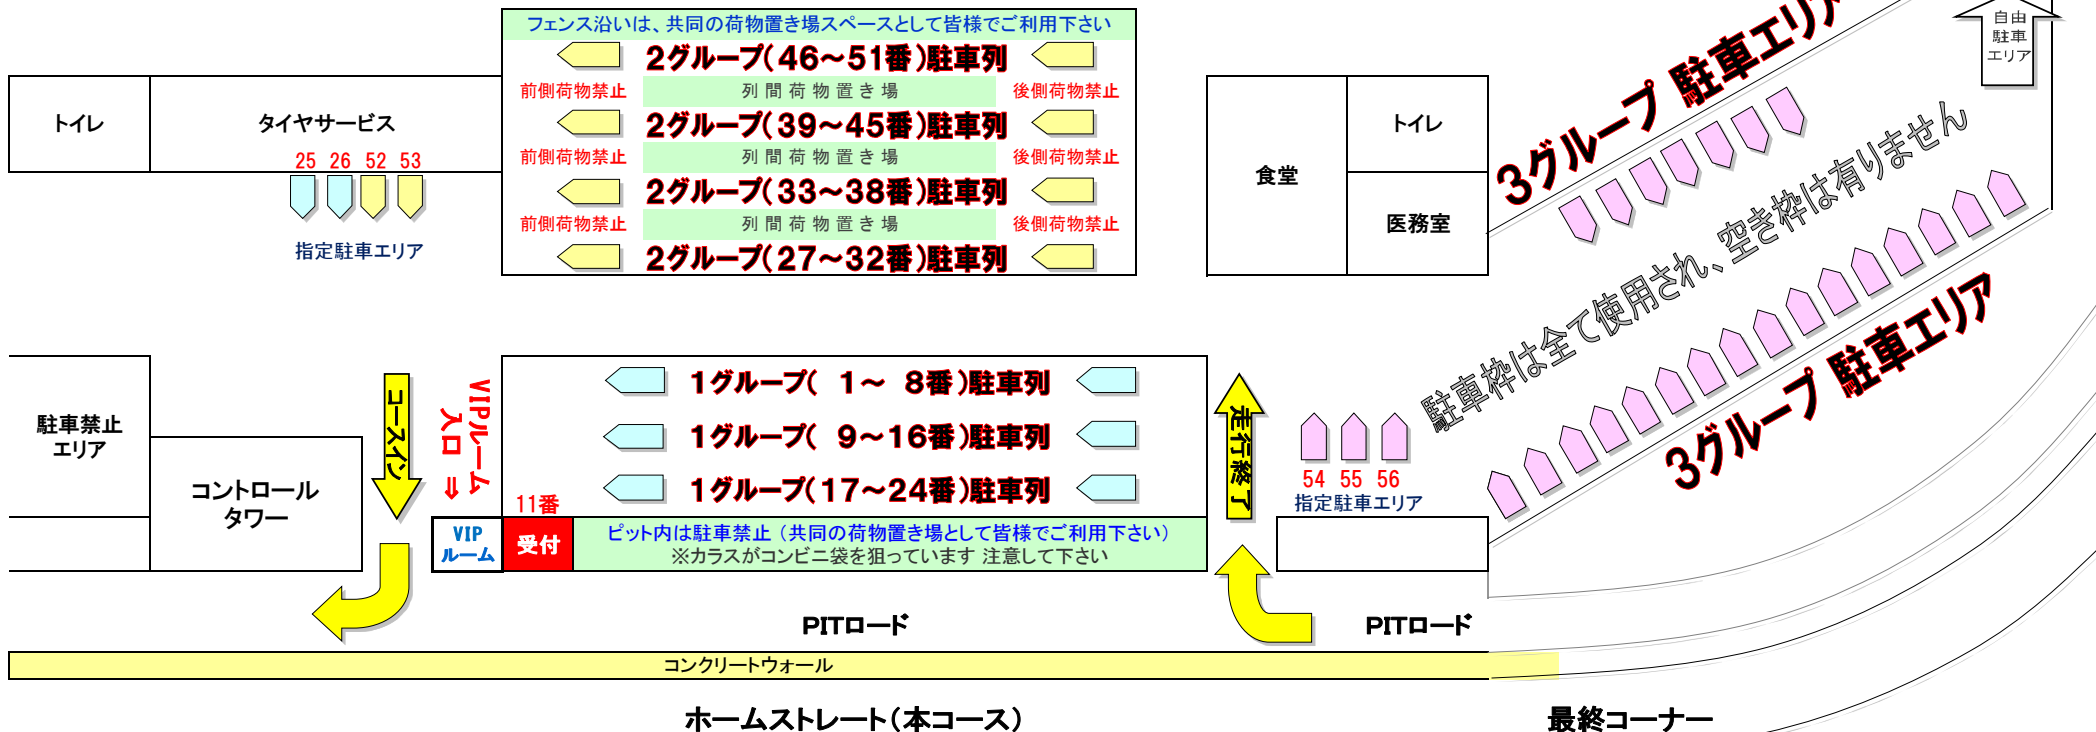 フェンス沿いは、共同の荷物置き場スペースとして皆様でご利用下さい
2グループ(46～51番)駐車列
前側荷物禁止
列間荷物置き場
後側荷物禁止
2グループ(39～45番)駐車列
前側荷物禁止
列間荷物置き場
後側荷物禁止
2グループ(33～38番)駐車列
前側荷物禁止
列間荷物置き場
後側荷物禁止
2グループ(27～32番)駐車列
トイレ
タイヤサービス
25 26 52 53
指定駐車エリア
食堂
トイレ
医務室
3グループ 駐車エリア
自由
駐車
エリア
駐車枠は全て使用され、空き枠は有りません
3グループ 駐車エリア
駐車禁止
エリア
コントロール
タワー
コースイン
VIPルーム
入口 ⇒
1グループ( 1～ 8番)駐車列
1グループ( 9～16番)駐車列
1グループ(17～24番)駐車列
走行終了
54 55 56
指定駐車エリア
11番
VIP
ルーム
受付
ピット内は駐車禁止（共同の荷物置き場として皆様でご利用下さい）
※カラスがコンビニ袋を狙っています 注意して下さい
PITロード
PITロード
コンクリートウォール
ホームストレート(本コース)
最終コーナー